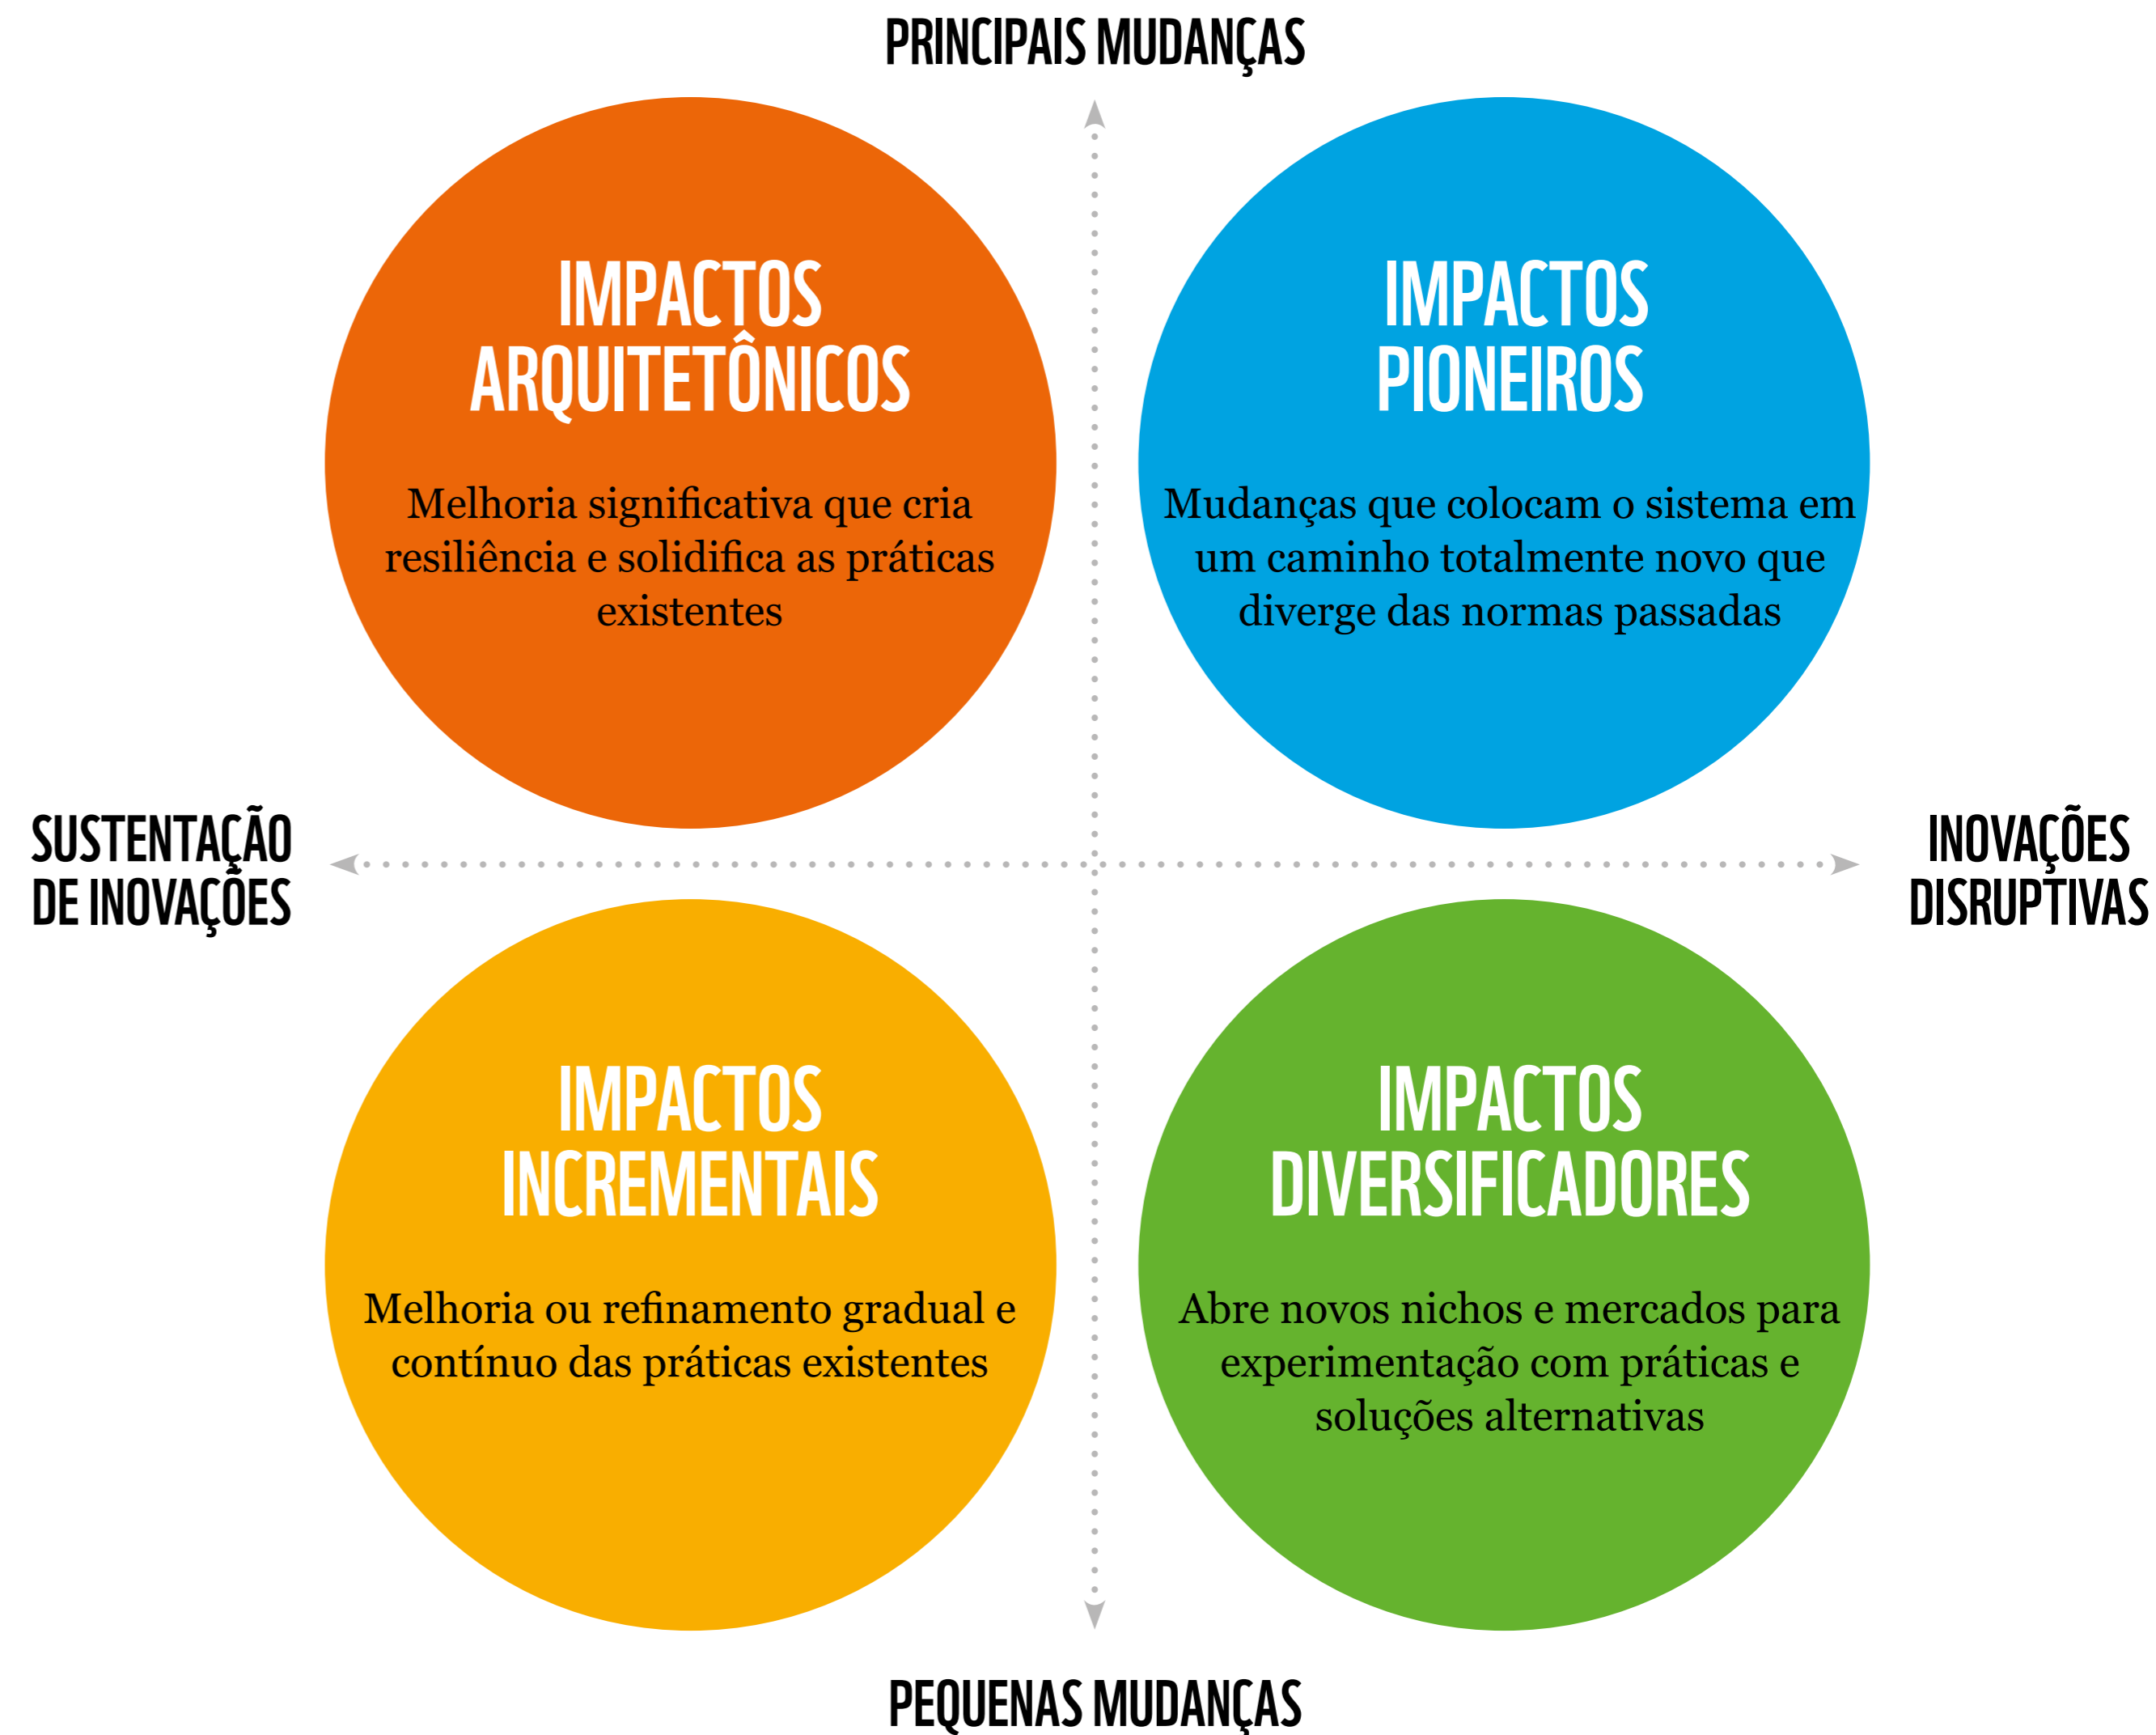 PRINCIPAIS MUDANÇAS
IMPACTOS
ARQUITETÔNICOS
Melhoria significativa que cria
resiliência e solidifica as práticas
existentes
IMPACTOS
PIONEIROS
Mudanças que colocam o sistema em
um caminho totalmente novo que
diverge das normas passadas
SUSTENTAÇÃO
DE INOVAÇÕES
INOVAÇÕES
DISRUPTIVAS
IMPACTOS
INCREMENTAIS
Melhoria ou refinamento gradual e
contínuo das práticas existentes
IMPACTOS
DIVERSIFICADORES
Abre novos nichos e mercados para
experimentação com práticas e
soluções alternativas
PEQUENAS MUDANÇAS